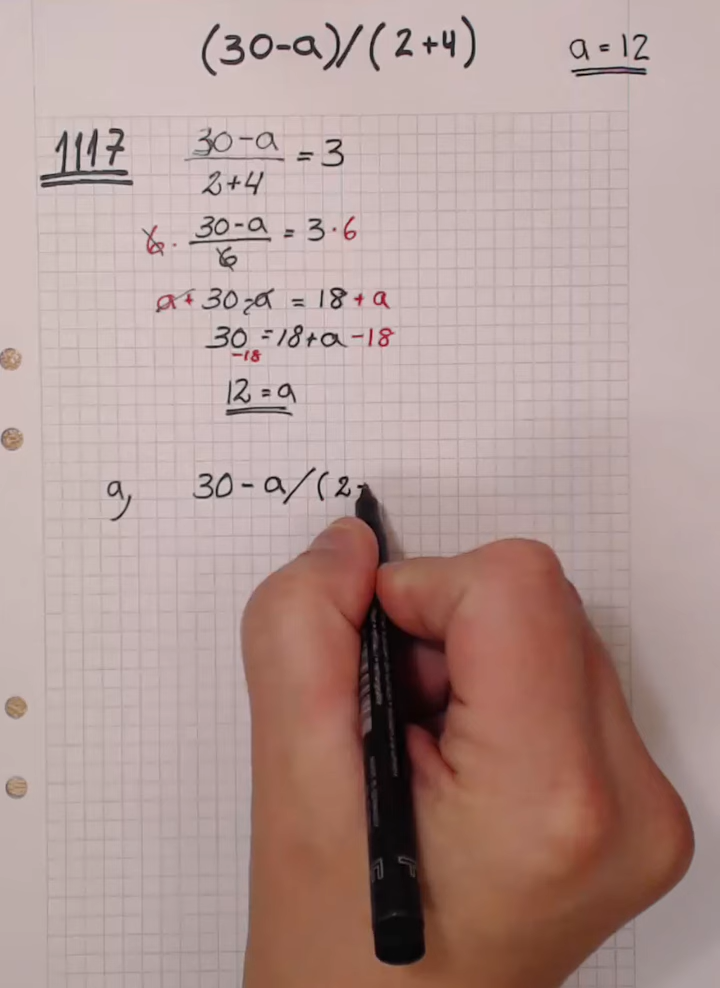 (30-a)/(2+4) a = 12
1117 30-a/2+4 = 3
6 · 30-a/6 = 3 · 6
a + 30-a = 18 + a
30 -18 = 18+a -18
12 = a
a, 30 - a/(2+